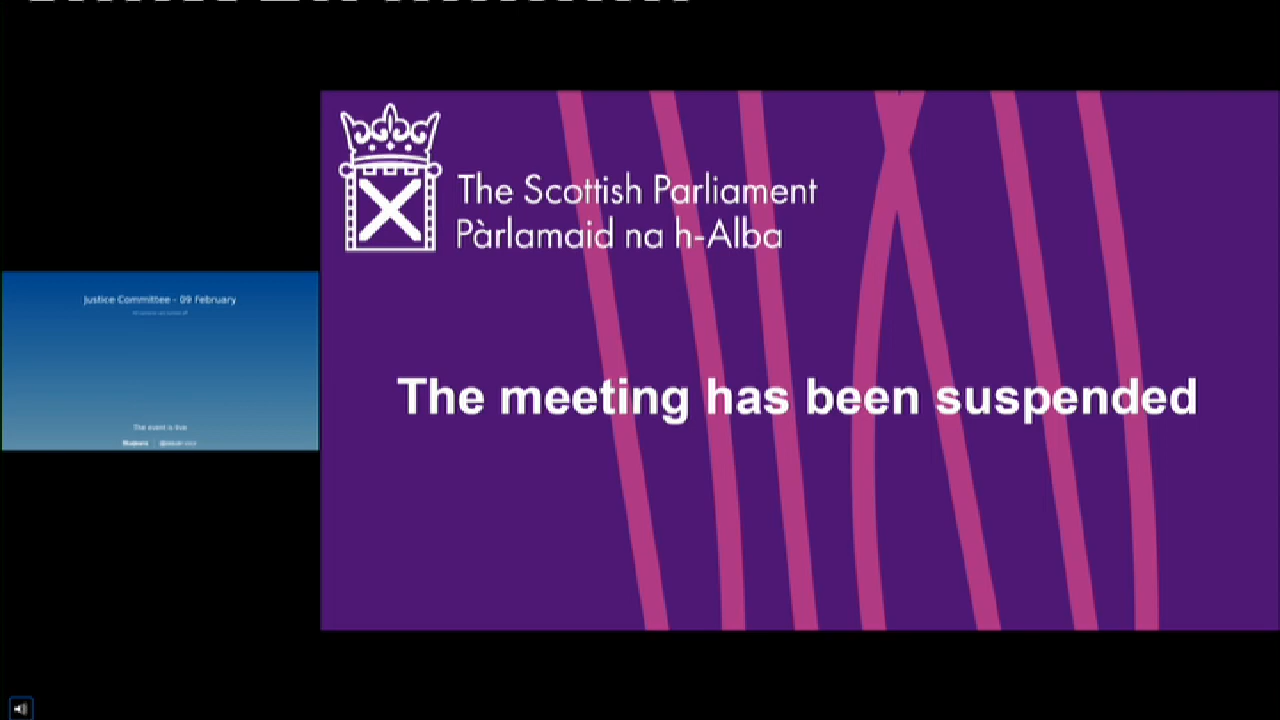 The Scottish Parliament
Pàrlamaid na h-Alba
Justice Committee - 09 February
The event is live
The meeting has been suspended